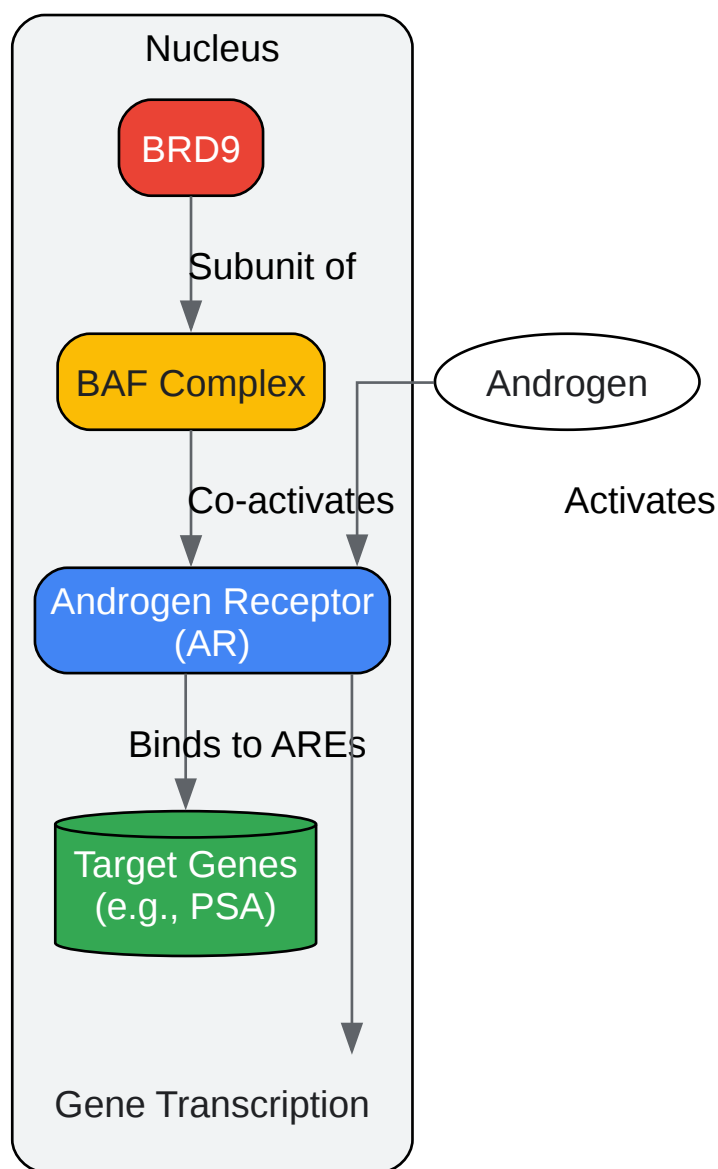 Nucleus
BRD9
Subunit of
BAF Complex
Androgen
Co-activates
Activates
Androgen Receptor
(AR)
Binds to AREs
Target Genes
(e.g., PSA)
Gene Transcription